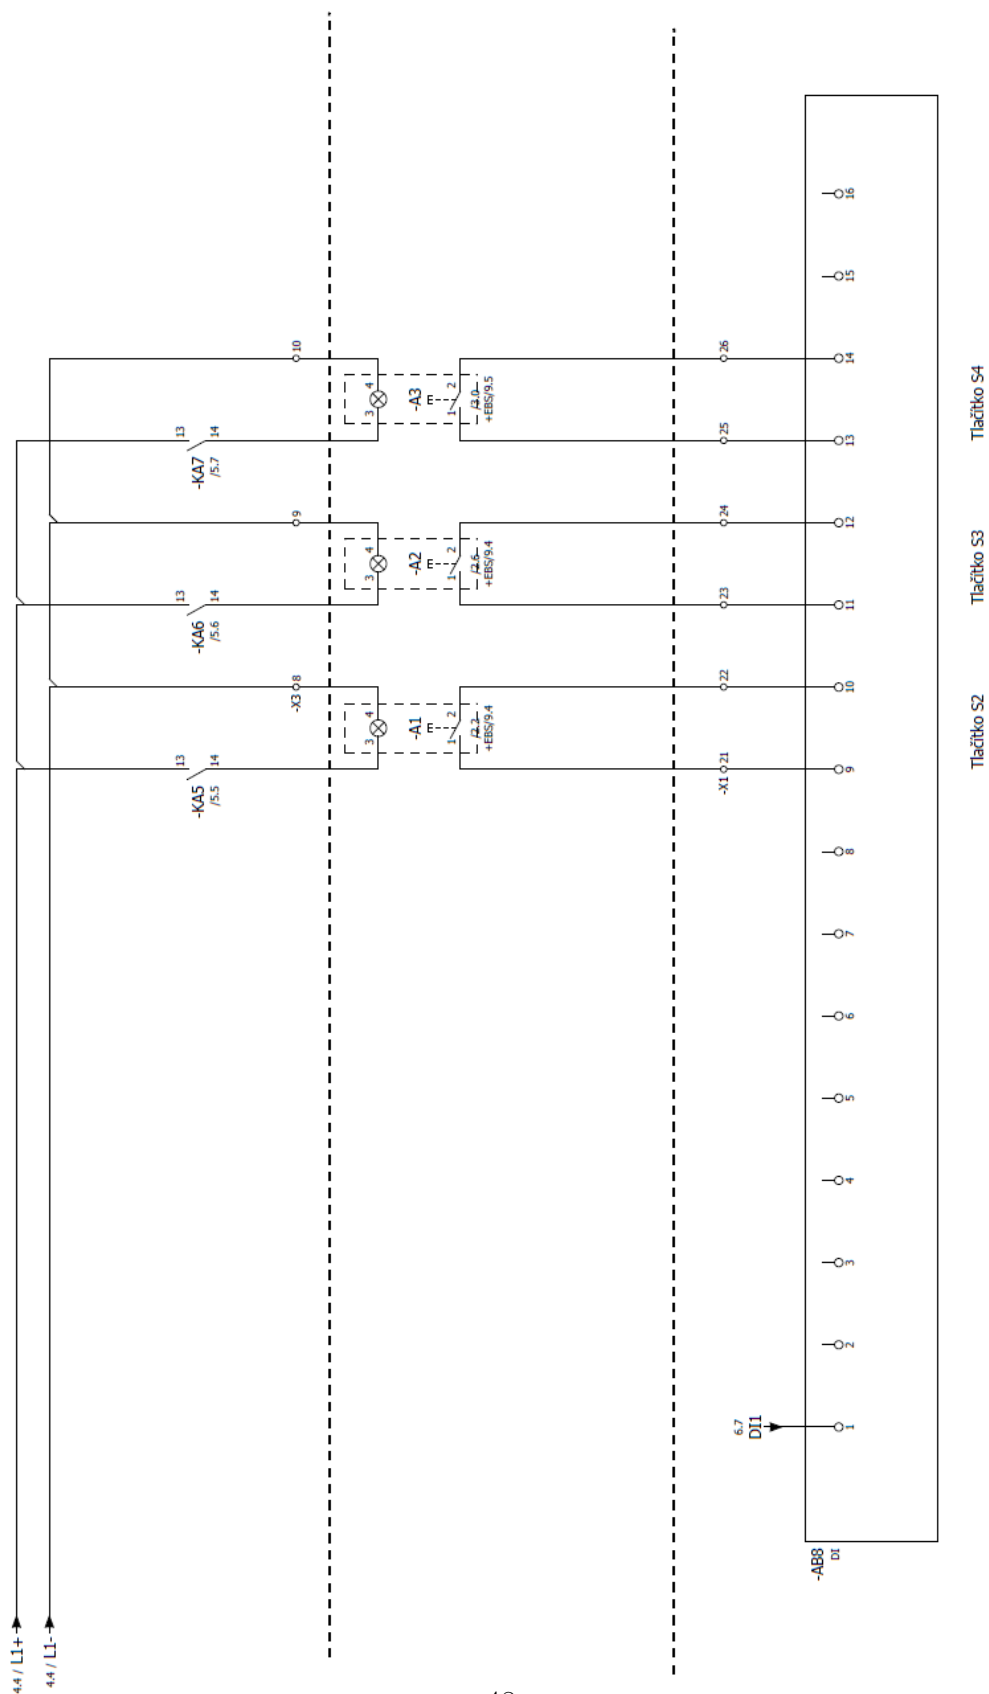 4.4 / L1+
4.4 / L1-
13 13 13
-KA5 14 -KA6 14 -KA7 14
/5.5 /5.6 /5.7
-X3 8 9 10
3 4 3 4 3 4
-A1 -A2 -A3
1 2 1 2 1 2
/2.2 /2.6 /3.0
+EBS/9.4 +EBS/9.4 +EBS/9.5
-X1 21 22 23 24 25 26
6.7
DI1
-AB8
DI
1 2 3 4 5 6 7 8 9 10 11 12 13 14 15 16
Tlačítko S2 Tlačítko S3 Tlačítko S4